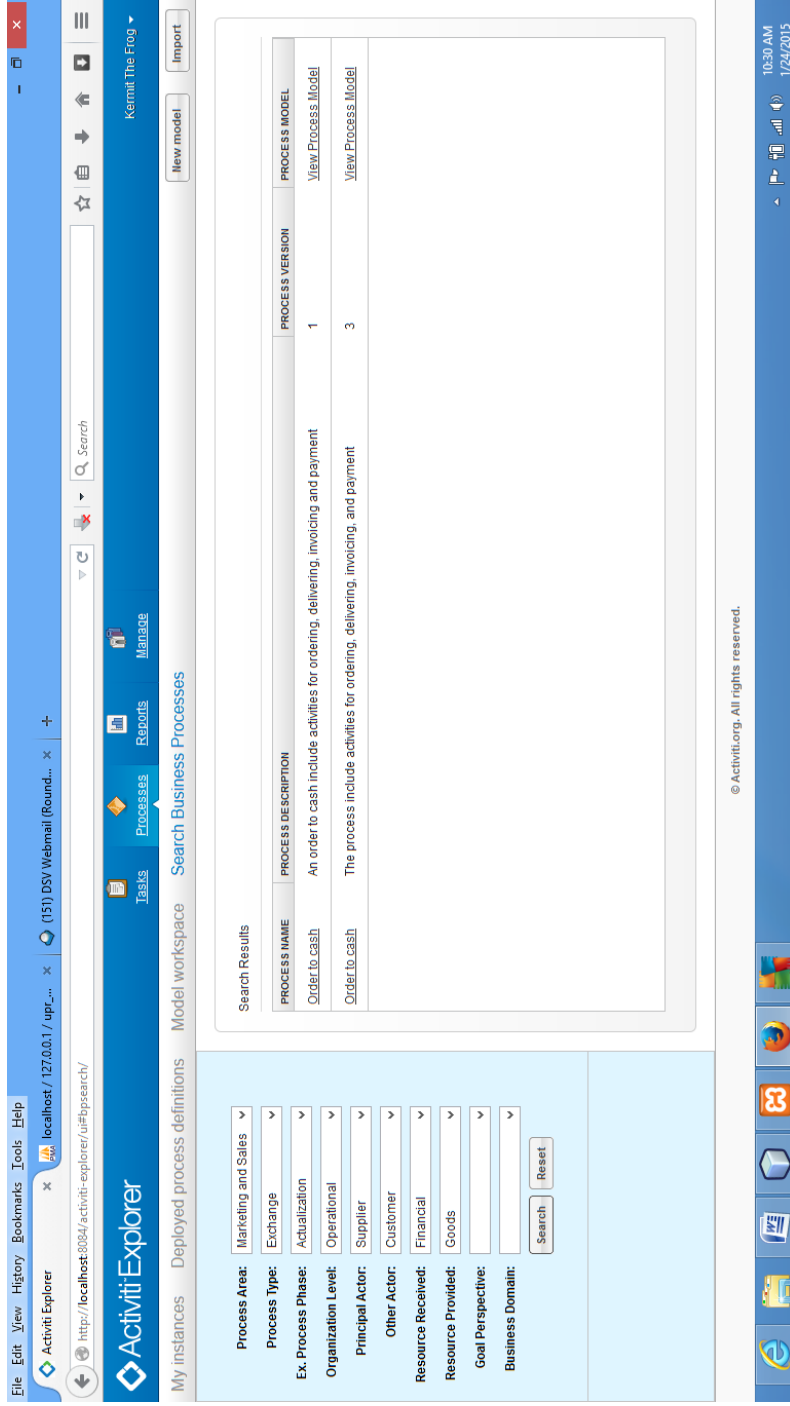 File Edit View History Bookmarks Tools Help
Activiti Explorer × localhost / 127.0.0.1 / upr_... × (151) DSV Webmail (Round... × +
http://localhost:8084/activiti-explorer/ui#bpsearch/ Search
Activiti Explorer Tasks Processes Reports Manage Kermit The Frog
My instances Deployed process definitions Model workspace Search Business Processes New model Import
Process Area: Marketing and Sales
Process Type: Exchange
Ex. Process Phase: Actualization
Organization Level: Operational
Principal Actor: Supplier
Other Actor: Customer
Resource Received: Financial
Resource Provided: Goods
Goal Perspective:
Business Domain:
Search Reset
Search Results
PROCESS NAME PROCESS DESCRIPTION PROCESS VERSION PROCESS MODEL
Order to cash An order to cash include activities for ordering, delivering, invoicing and payment 1 View Process Model
Order to cash The process include activities for ordering, delivering, invoicing, and payment 3 View Process Model
© Activiti.org. All rights reserved.
10:30 AM
1/24/2015